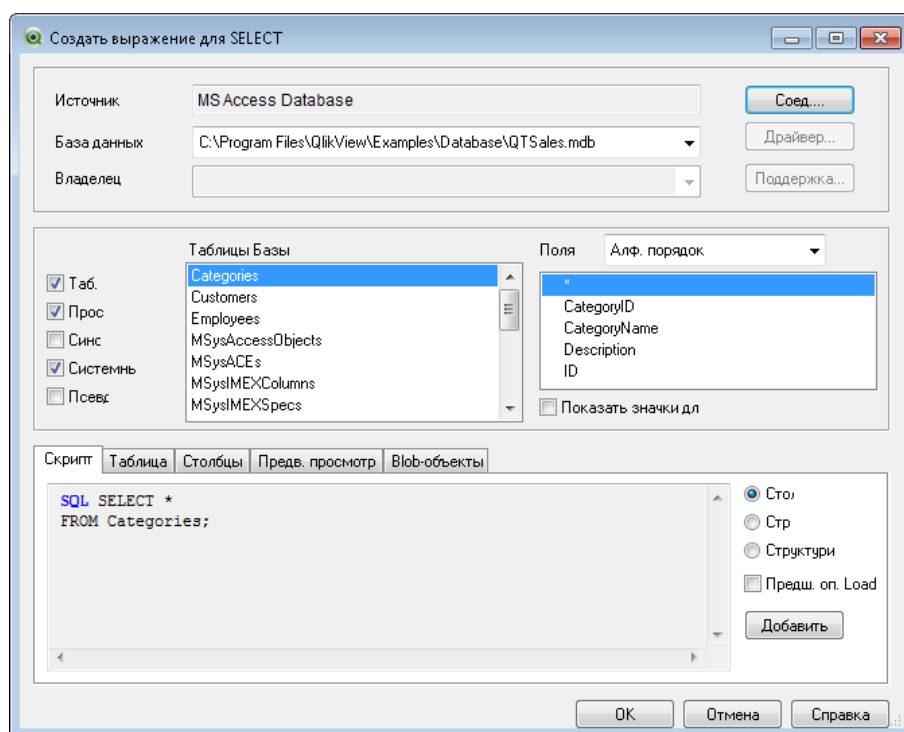 Создать выражение для SELECT
Источник MS Access Database Соед....
База данных C:\Program Files\QlikView\Examples\Database\QTSales.mdb Драйвер...
Владелец Поддержка...
Таблицы Базы Поля Алф. порядок
Таб.
Прос
Синс
Системнь
Псевд
Categories
Customers
Employees
MSysAccessObjects
MSysACEs
MSysIMEXColumns
MSysIMEXSpecs
*
CategoryID
CategoryName
Description
ID
Показать значки дл
Скрипт Таблица Столбцы Предв. просмотр Blob-объекты
SQL SELECT *
FROM Categories;
Сто
Стр
Структури
Предш. оп. Load
Добавить
OK Отмена Справка